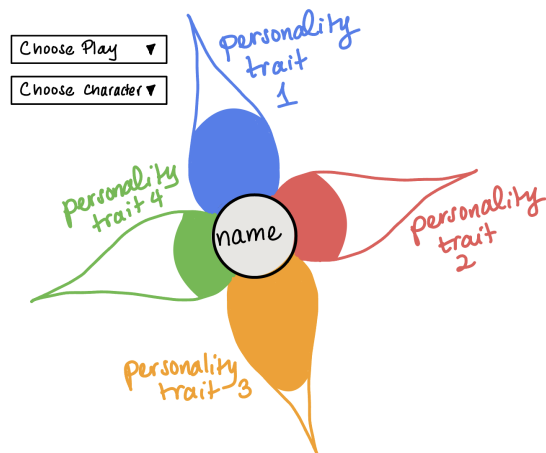 Choose Play
Choose Character
personality
trait
1
personality
trait 4
name
personality
trait
2
personality
trait 3